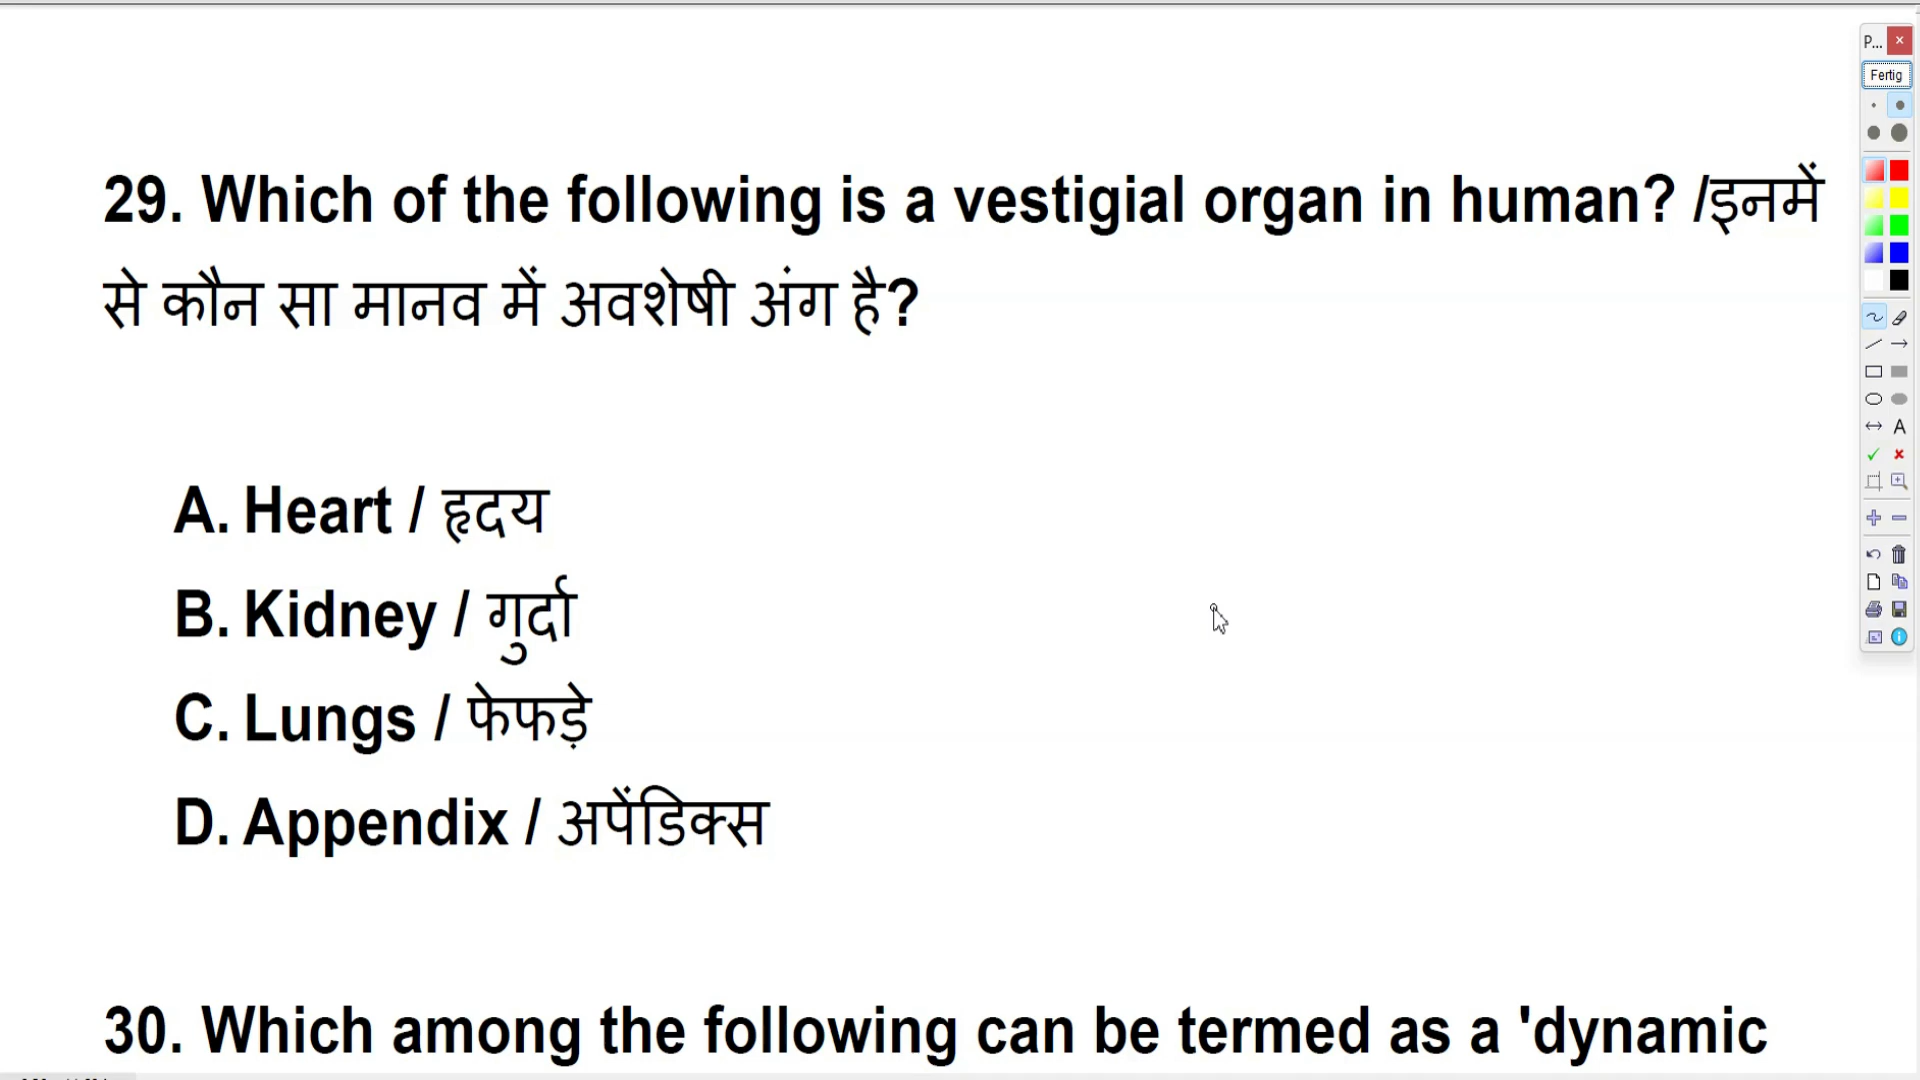 P...
Fertig
29. Which of the following is a vestigial organ in human? /इनमें
से कौन सा मानव में अवशेषी अंग है?
A. Heart / हृदय
B. Kidney / गुर्दा
C. Lungs / फेफड़े
D. Appendix / अपेंडिक्स
30. Which among the following can be termed as a 'dynamic